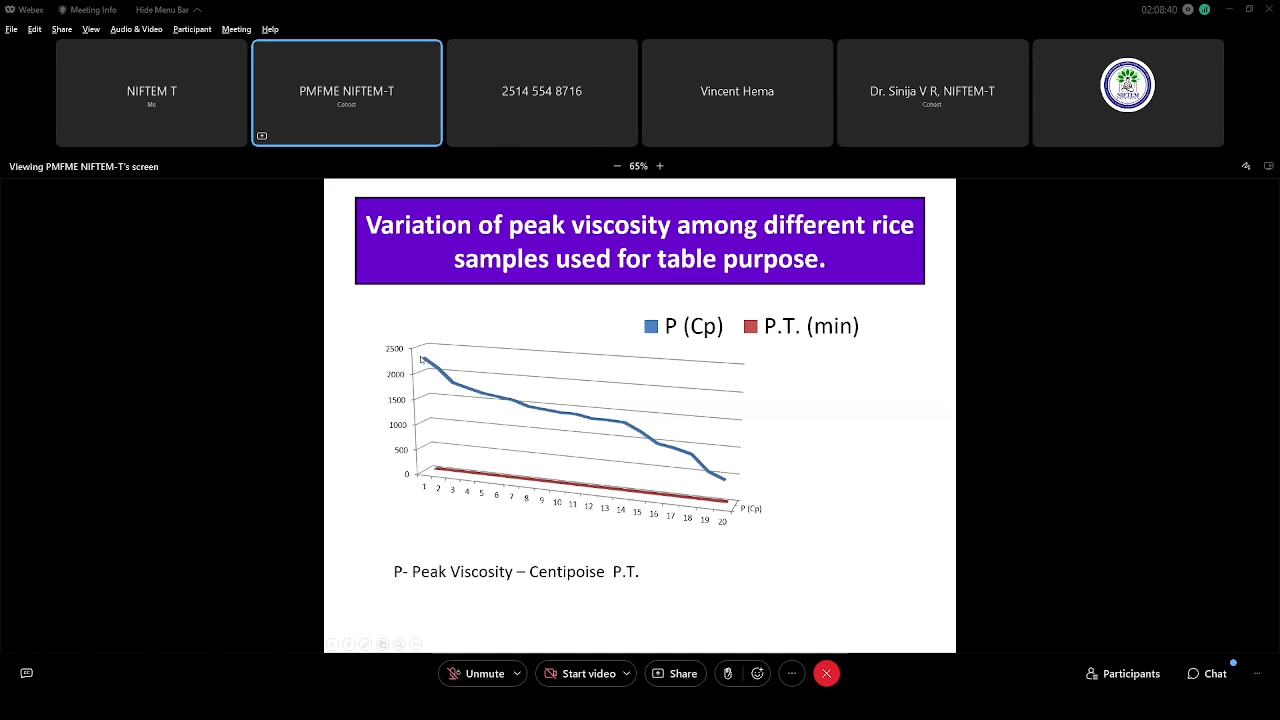 Webex
Meeting Info
Hide Menu Bar
02:08:40
File Edit Share View Audio & Video Participant Meeting Help
NIFTEM T
Me
PMFME NIFTEM-T
Cohost
2514 554 8716
Vincent Hema
Dr. Sinija V R, NIFTEM-T
Cohost
NIFTEM
Viewing PMFME NIFTEM-T's screen
65%
Variation of peak viscosity among different rice
samples used for table purpose.
P (Cp) P.T. (min)
2500
2000
1500
1000
500
0
1 2 3 4 5 6 7 8 9 10 11 12 13 14 15 16 17 18 19 20
P (Cp)
P- Peak Viscosity – Centipoise P.T.
Unmute
Start video
Share
Participants
Chat